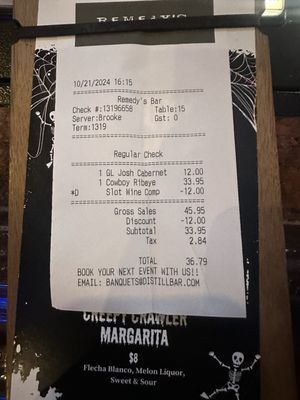 REMEDY'S
10/21/2024 16:15
Remedy's Bar
Check #:13196658 Table:15
Server:Brooke Gst: 0
Term:1319
Regular Check
1 GL Josh Cabernet 12.00
1 Cowboy Ribeye 33.95
*D Slot Wine Comp -12.00
Gross Sales 45.95
Discount -12.00
Subtotal 33.95
Tax 2.84
TOTAL 36.79
BOOK YOUR NEXT EVENT WITH US!!
EMAIL: BANQUETS@DISTILLBAR.COM
CREEPY CRAWLER
MARGARITA
$8
Flecha Blanco, Melon Liquor,
Sweet & Sour